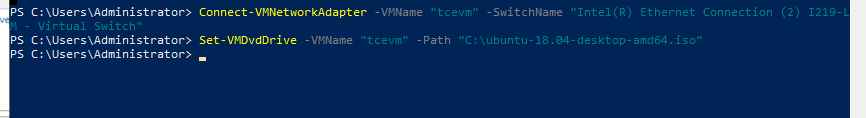 PS C:\Users\Administrator> Connect-VMNetworkAdapter -VMName "tcevm" -SwitchName "Intel(R) Ethernet Connection (2) I219-L
M - Virtual Switch"
PS C:\Users\Administrator> Set-VMDvdDrive -VMName "tcevm" -Path "C:\ubuntu-18.04-desktop-amd64.iso"
PS C:\Users\Administrator>